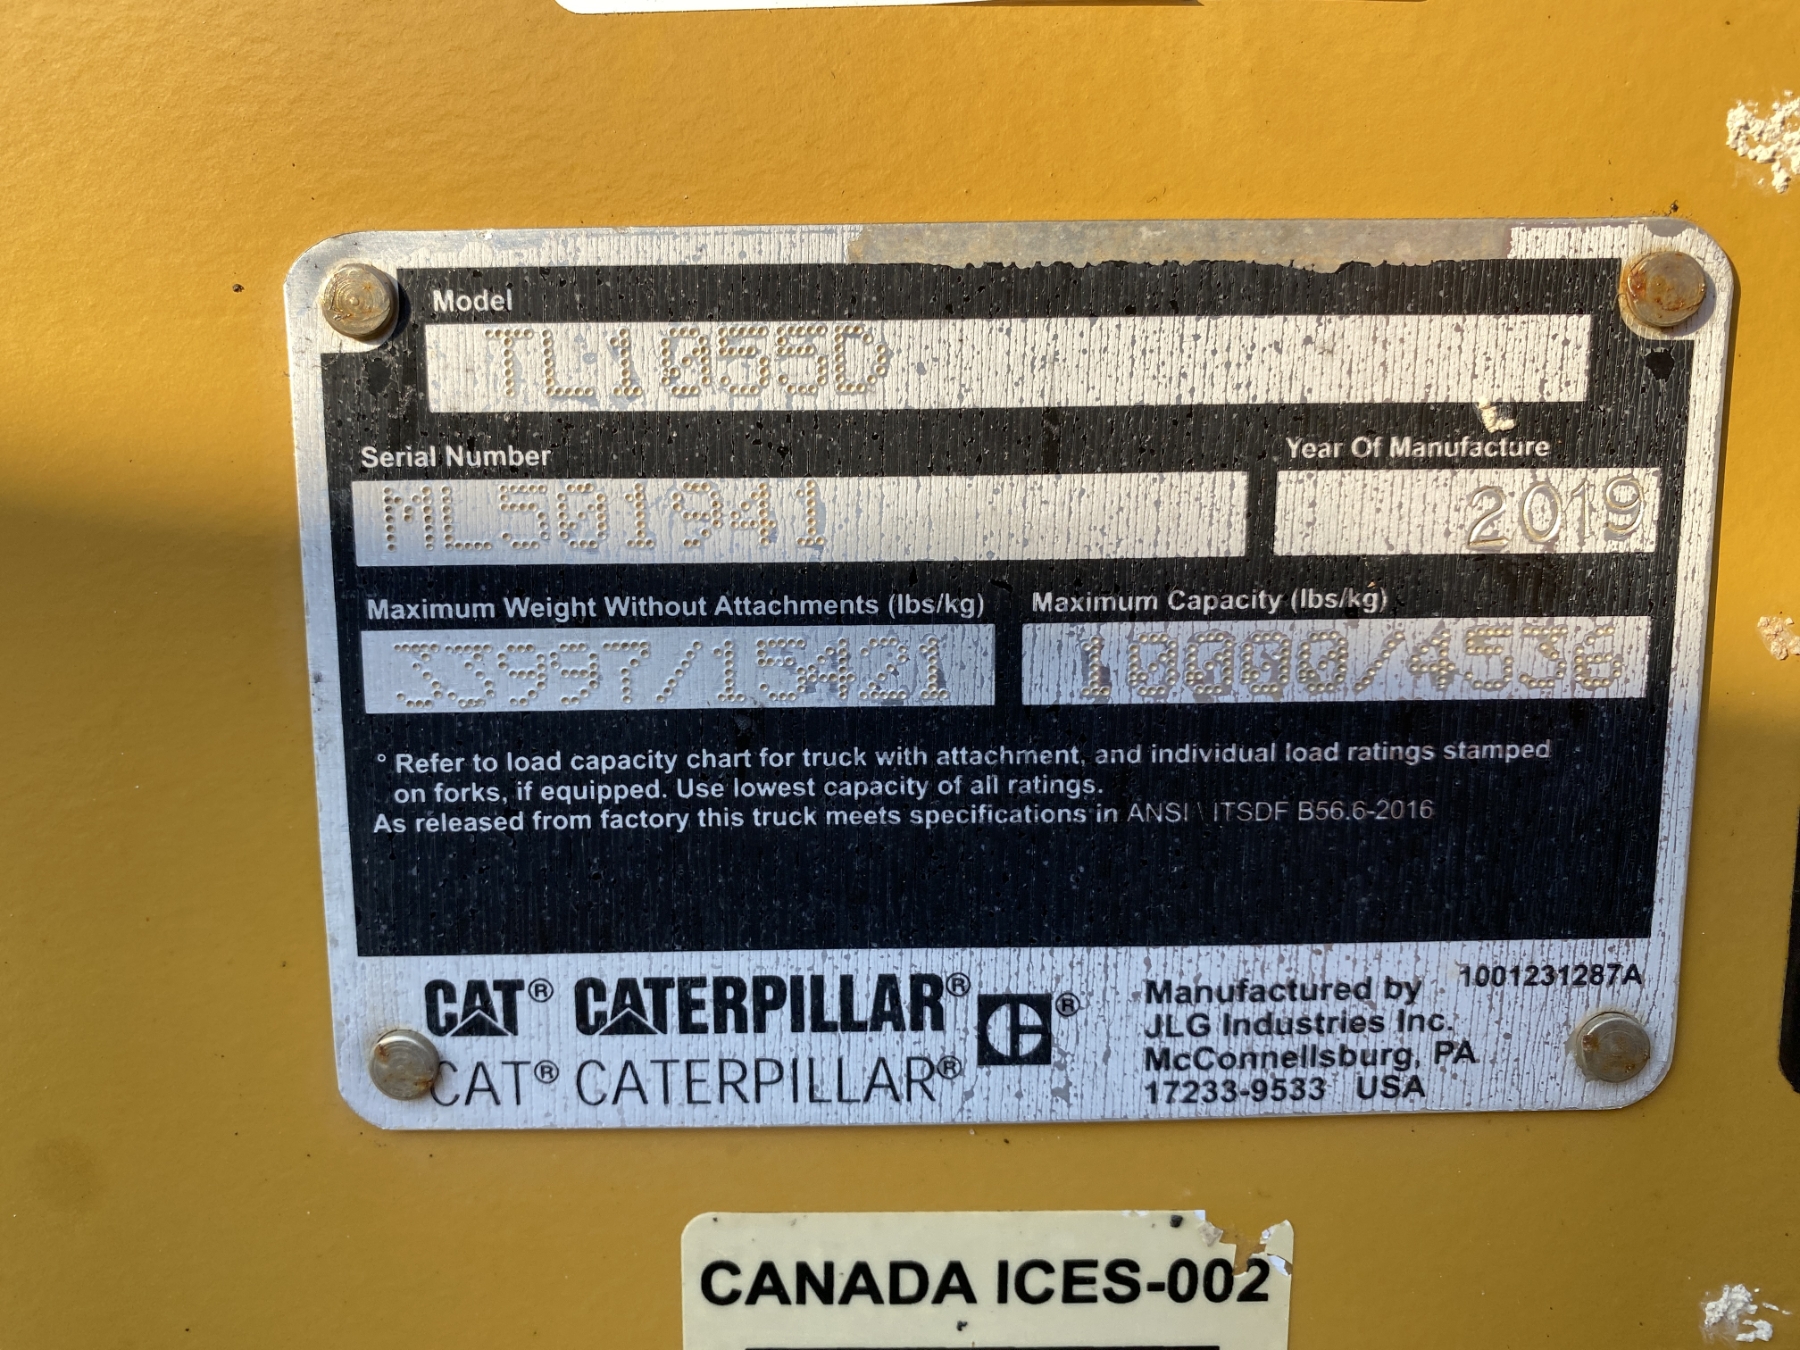 Model
TL1055D
Serial Number
Year Of Manufacture
ML501941
2019
Maximum Weight Without Attachments (lbs/kg)
Maximum Capacity (lbs/kg)
33997/15421
10000/4536
° Refer to load capacity chart for truck with attachment, and individual load ratings stamped
on forks, if equipped. Use lowest capacity of all ratings.
As released from factory this truck meets specifications in ANSI \ ITSDF B56.6-2016
CAT® CATERPILLAR® C®
CAT® CATERPILLAR®
1001231287A
Manufactured by
JLG Industries Inc.
McConnellsburg, PA
17233-9533 USA
CANADA ICES-002